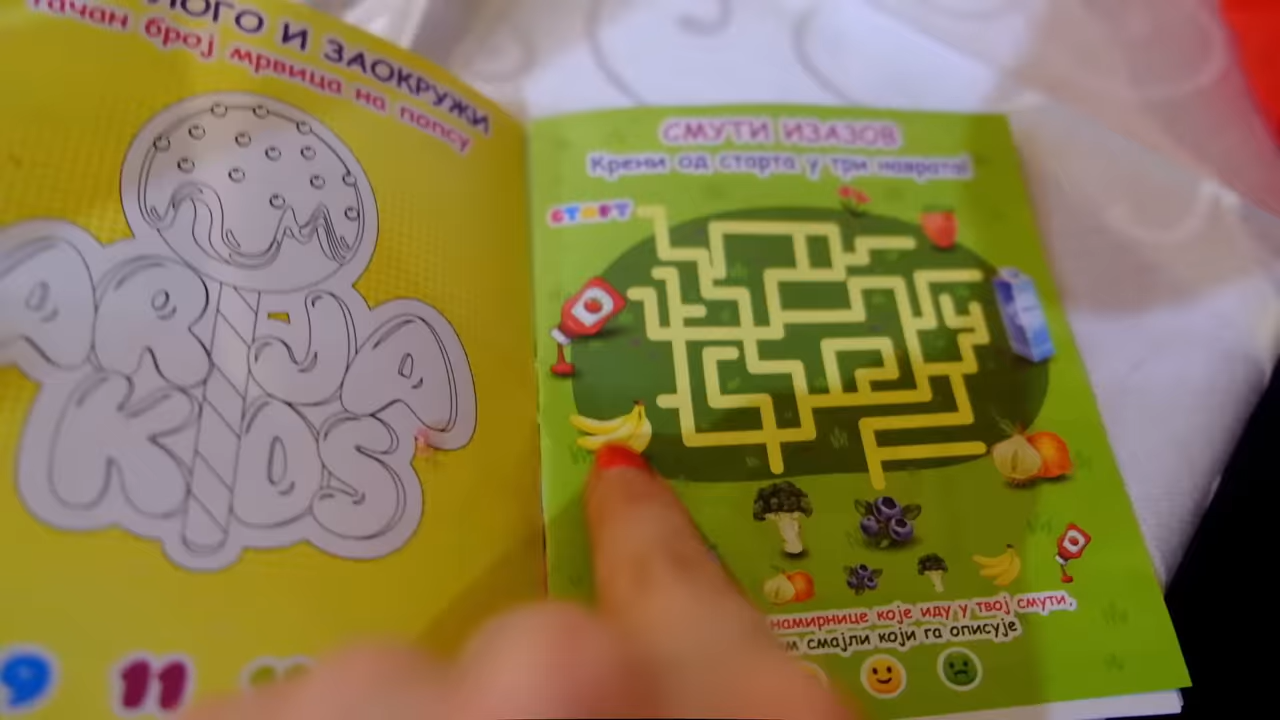 ЛОГО И ЗАОКРУЖИ
тачан број мрвица на попсу
ARIJA
KIDS
9
11
СМУТИ ИЗАЗОВ
Крени од старта у три наврата!
СТАРТ
намирнице које иду у твој смути,
смајли који га описује